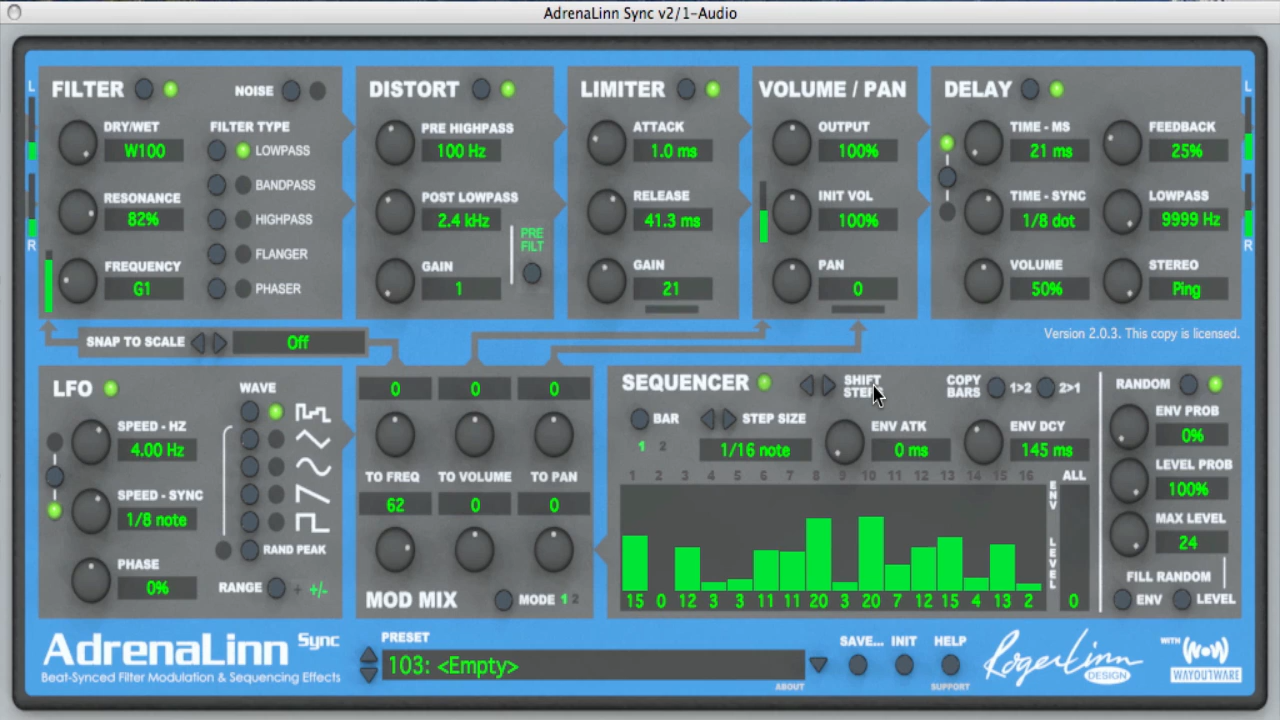 AdrenaLinn Sync v2/1-Audio
L
R
FILTER
NOISE
DRY/WET
W100
RESONANCE
82%
FREQUENCY
G1
FILTER TYPE
LOWPASS
BANDPASS
HIGHPASS
FLANGER
PHASER
DISTORT
PRE HIGHPASS
100 Hz
POST LOWPASS
2.4 kHz
GAIN
1
PRE
FILT
LIMITER
ATTACK
1.0 ms
RELEASE
41.3 ms
GAIN
21
VOLUME / PAN
OUTPUT
100%
INIT VOL
100%
PAN
0
DELAY
TIME - MS
21 ms
TIME - SYNC
1/8 dot
VOLUME
50%
FEEDBACK
25%
LOWPASS
9999 Hz
STEREO
Ping
L
R
SNAP TO SCALE
Off
Version 2.0.3. This copy is licensed.
LFO
WAVE
SPEED - HZ
4.00 Hz
SPEED - SYNC
1/8 note
PHASE
0%
RAND PEAK
RANGE + +/-
0 0 0
TO FREQ TO VOLUME TO PAN
62 0 0
MOD MIX
MODE 1 2
SEQUENCER
SHIFT
STEPS
COPY
BARS
1>2 2>1
BAR
1 2
STEP SIZE
1/16 note
ENV ATK
0 ms
ENV DCY
145 ms
1 2 3 4 5 6 7 8 9 10 11 12 13 14 15 16 ALL
ENV
LEVEL
15 0 12 3 3 11 11 20 3 20 7 12 15 4 13 2 0
RANDOM
ENV PROB
0%
LEVEL PROB
100%
MAX LEVEL
24
FILL RANDOM
ENV LEVEL
AdrenaLinn Sync
Beat-Synced Filter Modulation & Sequencing Effects
PRESET
103: <Empty>
ABOUT
SAVE... INIT HELP
SUPPORT
Roger Linn
DESIGN
WITH
WOW
WAYOUTWARE